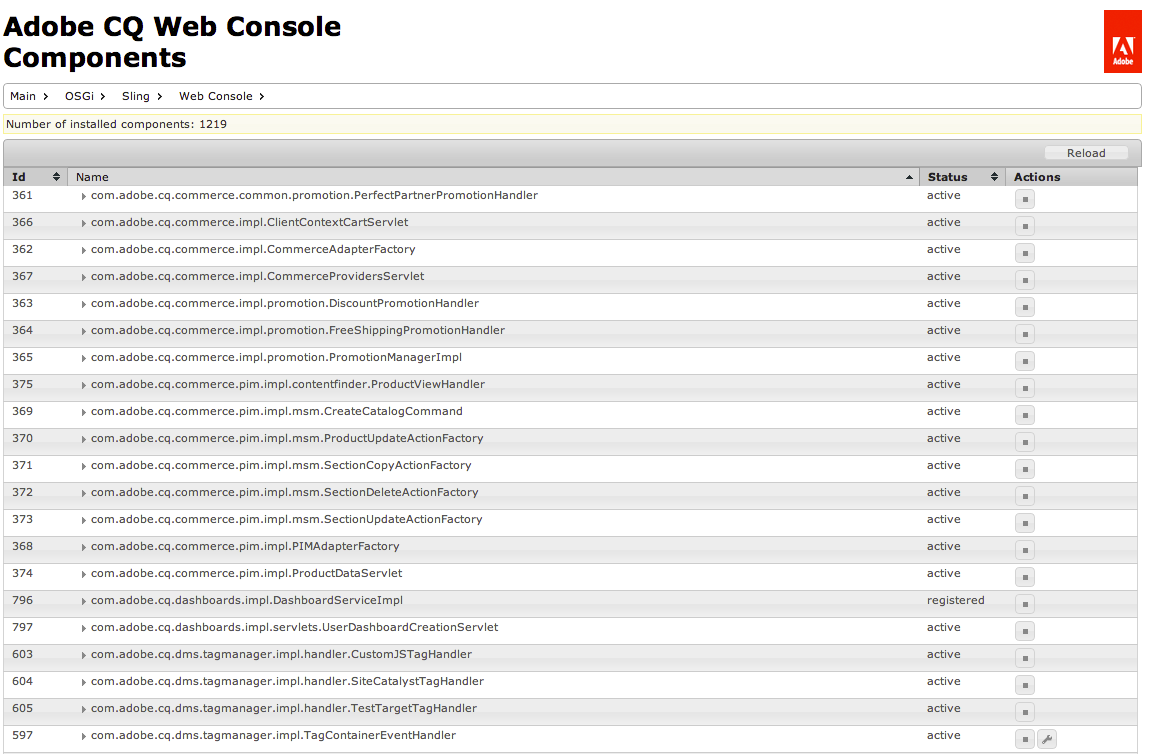 Adobe CQ Web Console
Components
Adobe
Main OSGi Sling Web Console
Number of installed components: 1219
Reload
Id Name Status Actions
361 com.adobe.cq.commerce.common.promotion.PerfectPartnerPromotionHandler active
366 com.adobe.cq.commerce.impl.ClientContextCartServlet active
362 com.adobe.cq.commerce.impl.CommerceAdapterFactory active
367 com.adobe.cq.commerce.impl.CommerceProvidersServlet active
363 com.adobe.cq.commerce.impl.promotion.DiscountPromotionHandler active
364 com.adobe.cq.commerce.impl.promotion.FreeShippingPromotionHandler active
365 com.adobe.cq.commerce.impl.promotion.PromotionManagerImpl active
375 com.adobe.cq.commerce.pim.impl.contentfinder.ProductViewHandler active
369 com.adobe.cq.commerce.pim.impl.msm.CreateCatalogCommand active
370 com.adobe.cq.commerce.pim.impl.msm.ProductUpdateActionFactory active
371 com.adobe.cq.commerce.pim.impl.msm.SectionCopyActionFactory active
372 com.adobe.cq.commerce.pim.impl.msm.SectionDeleteActionFactory active
373 com.adobe.cq.commerce.pim.impl.msm.SectionUpdateActionFactory active
368 com.adobe.cq.commerce.pim.impl.PIMAdapterFactory active
374 com.adobe.cq.commerce.pim.impl.ProductDataServlet active
796 com.adobe.cq.dashboards.impl.DashboardServiceImpl registered
797 com.adobe.cq.dashboards.impl.servlets.UserDashboardCreationServlet active
603 com.adobe.cq.dms.tagmanager.impl.handler.CustomJSTagHandler active
604 com.adobe.cq.dms.tagmanager.impl.handler.SiteCatalystTagHandler active
605 com.adobe.cq.dms.tagmanager.impl.handler.TestTargetTagHandler active
597 com.adobe.cq.dms.tagmanager.impl.TagContainerEventHandler active